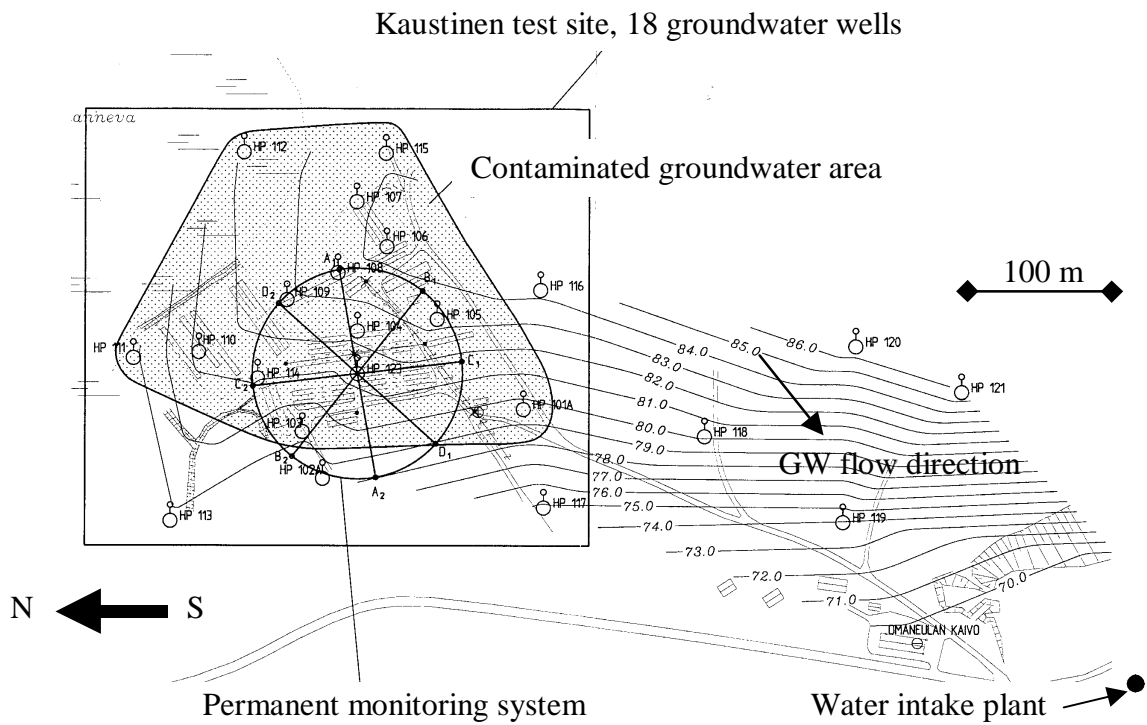 Kaustinen test site, 18 groundwater wells
anneva
HP 112
HP 115
Contaminated groundwater area
HP 107
HP 106
A1
HP 108
B1
HP 116
100 m
D2
HP 109
HP 105
HP 104
86.0
85.0
84.0
83.0
82.0
81.0
80.0
79.0
78.0
77.0
76.0
75.0
74.0
73.0
72.0
71.0
70.0
HP 120
HP 111
HP 110
C1
HP 114
HP 123
C2
HP 121
HP 101A
HP 103
HP 118
D1
B2
GW flow direction
HP 102A
A2
HP 117
HP 113
HP 119
N
S
OMANEULAN KAIVO
Permanent monitoring system
Water intake plant